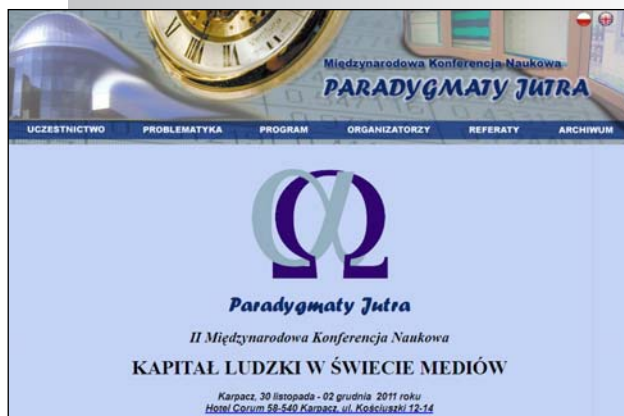 Międzynarodowa Konferencja Naukowa
PARADYGMATY JUTRA
UCZESTNICTWO PROBLEMATYKA PROGRAM ORGANIZATORZY REFERATY ARCHIWUM
αΩ
Paradygmaty Jutra
II Międzynarodowa Konferencja Naukowa
KAPITAŁ LUDZKI W ŚWIECIE MEDIÓW
Karpacz, 30 listopada - 02 grudnia 2011 roku
Hotel Corum 58-540 Karpacz, ul. Kościuszki 12-14